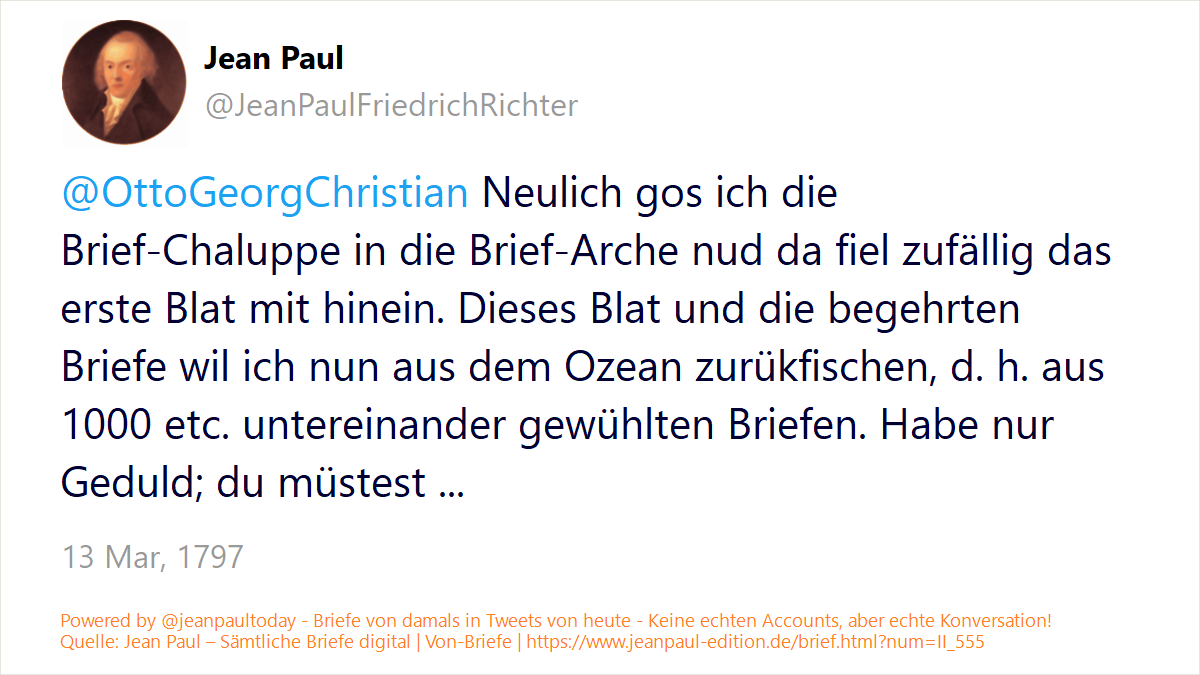 Jean Paul
@JeanPaulFriedrichRichter
@OttoGeorgChristian Neulich gos ich die
Brief-Chaluppe in die Brief-Arche nud da fiel zufällig das
erste Blat mit hinein. Dieses Blat und die begehrten
Briefe wil ich nun aus dem Ozean zurükfischen, d. h. aus
1000 etc. untereinander gewühlten Briefen. Habe nur
Geduld; du müstest ...
13 Mar, 1797
Powered by @jeanpaultoday - Briefe von damals in Tweets von heute - Keine echten Accounts, aber echte Konversation!
Quelle: Jean Paul – Sämtliche Briefe digital | Von-Briefe | https://www.jeanpaul-edition.de/brief.html?num=II_555